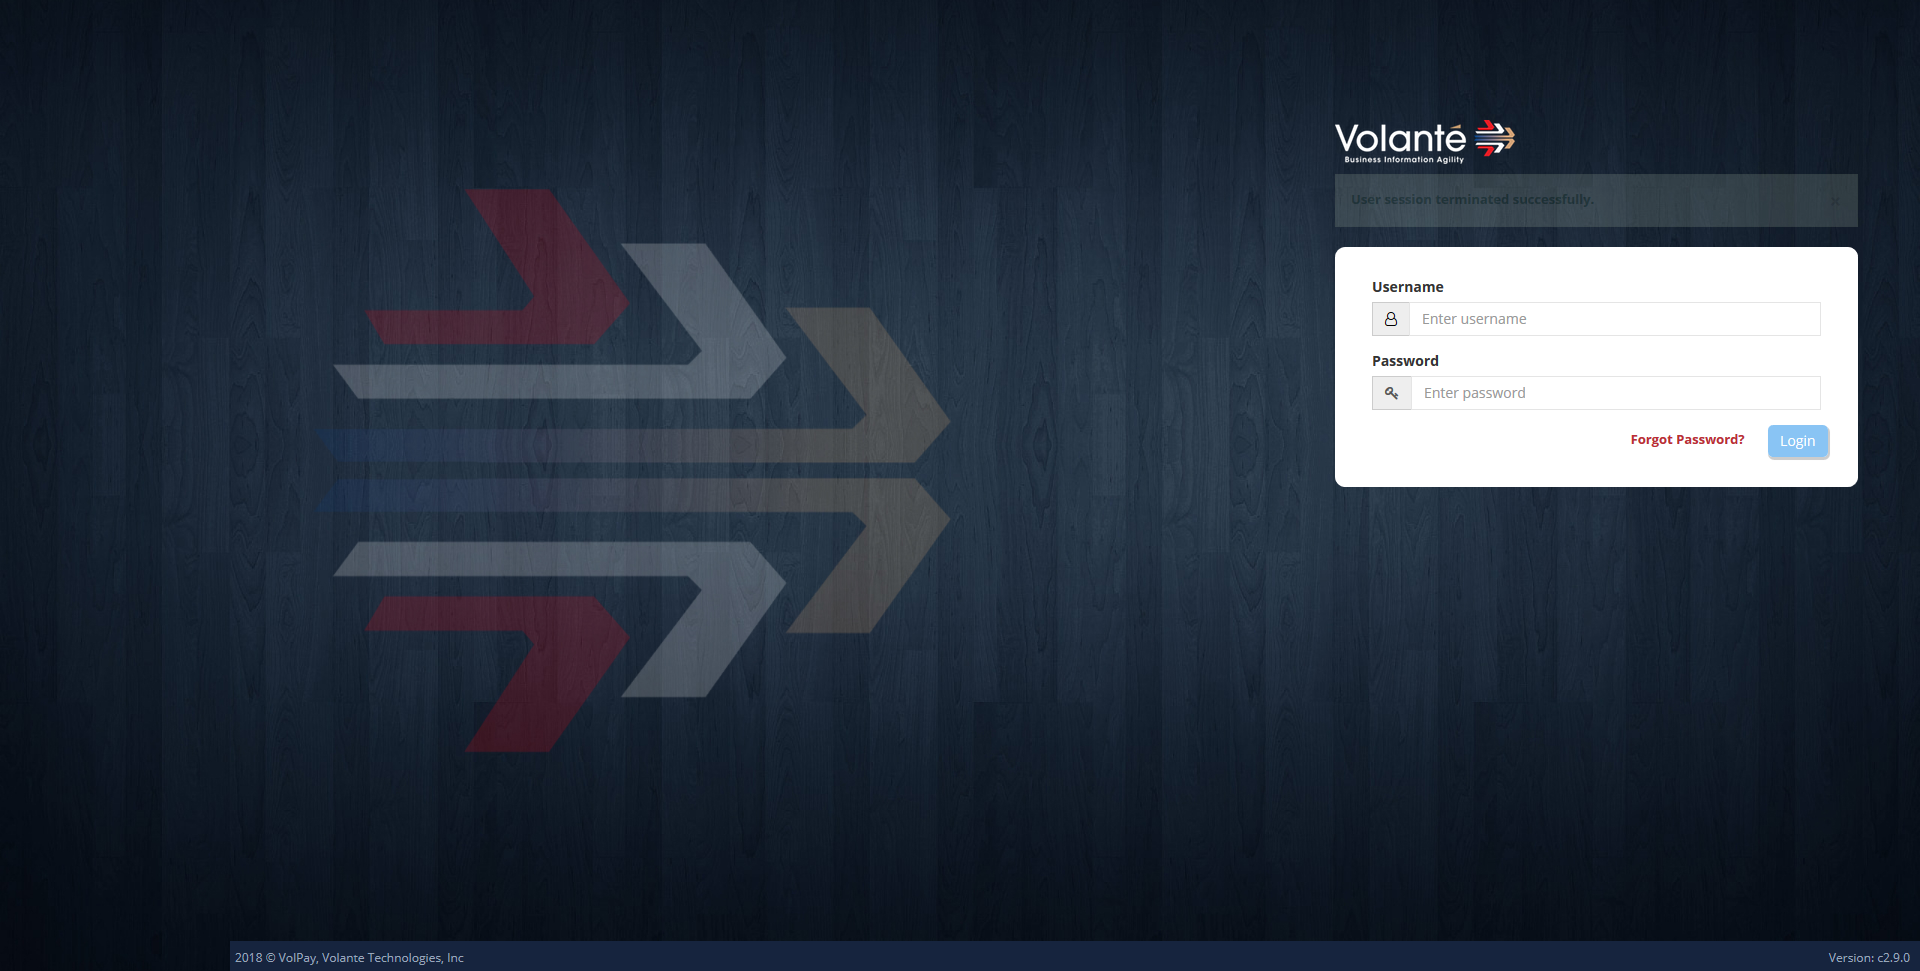 Volanté
Business Information Agility
User session terminated successfully.
×
Username
Enter username
Password
Enter password
Forgot Password?
Login
2018 © VolPay, Volante Technologies, Inc
Version: c2.9.0